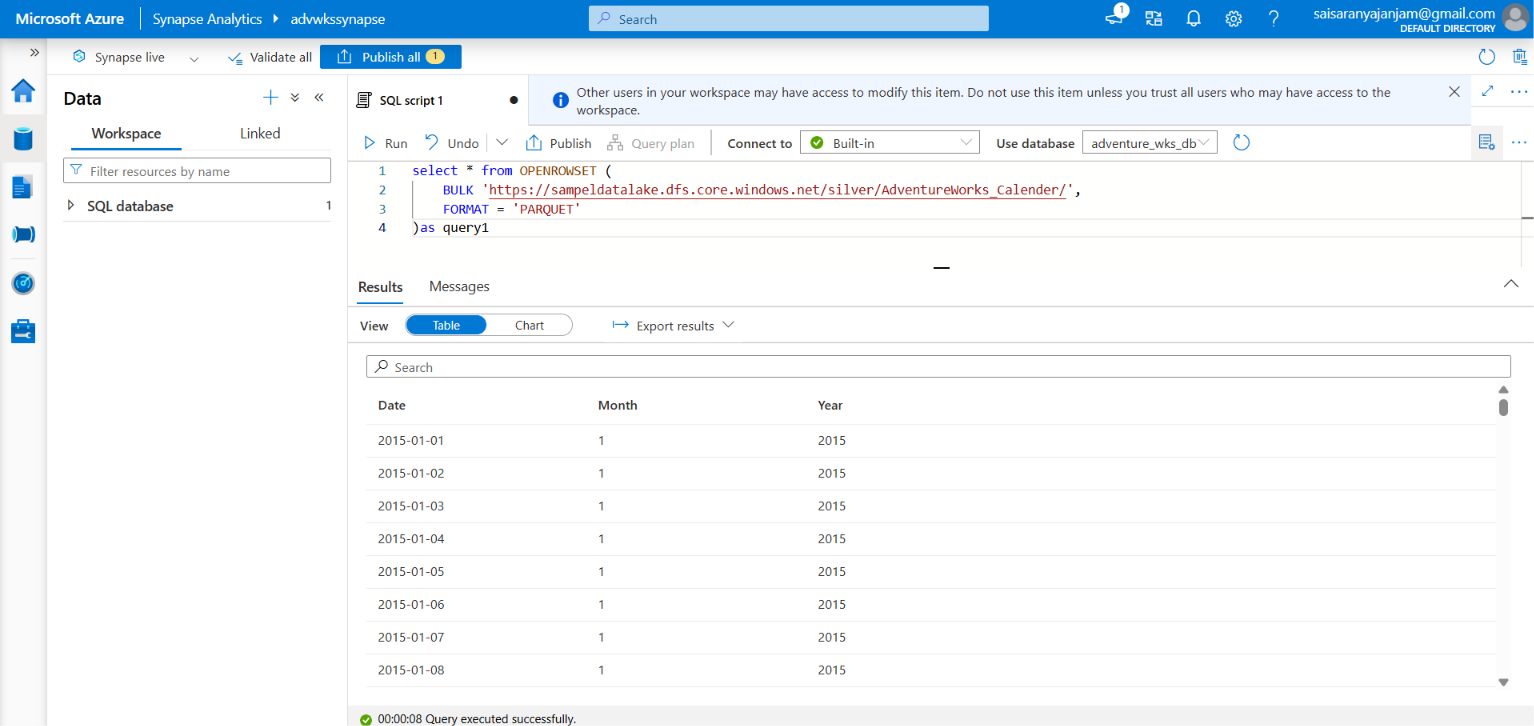 Microsoft Azure Synapse Analytics advwkssynapse Search 1 saisaranyajanjam@gmail.com
DEFAULT DIRECTORY
Synapse live Validate all Publish all 1
Data
Workspace Linked
Filter resources by name
SQL database 1
SQL script 1
Other users in your workspace may have access to modify this item. Do not use this item unless you trust all users who may have access to the
workspace.
Run Undo Publish Query plan Connect to Built-in Use database adventure_wks_db
1 select * from OPENROWSET (
2 BULK 'https://sampeldatalake.dfs.core.windows.net/silver/AdventureWorks_Calender/',
3 FORMAT = 'PARQUET'
4 )as query1
Results Messages
View Table Chart Export results
Search
Date Month Year
2015-01-01 1 2015
2015-01-02 1 2015
2015-01-03 1 2015
2015-01-04 1 2015
2015-01-05 1 2015
2015-01-06 1 2015
2015-01-07 1 2015
2015-01-08 1 2015
00:00:08 Query executed successfully.